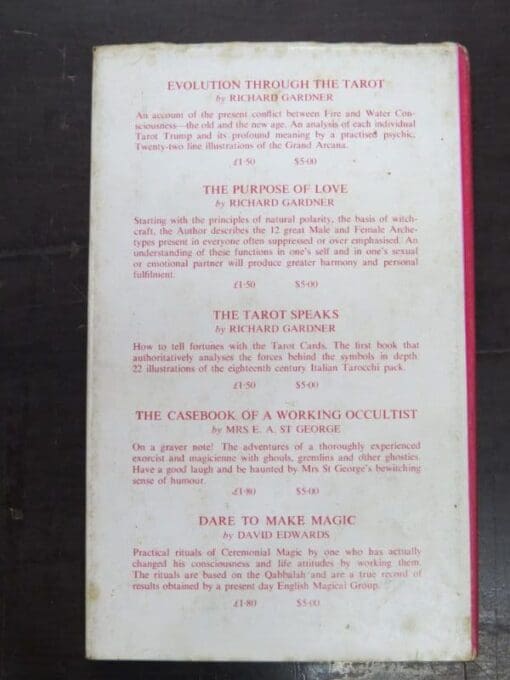 EVOLUTION THROUGH THE TAROT
by RICHARD GARDNER
An account of the present conflict between Fire and Water Con-
sciousness—the old and the new age. An analysis of each individual
Tarot Trump and its profound meaning by a practised psychic.
Twenty-two line illustrations of the Grand Arcana.
£1·50 $5·00
THE PURPOSE OF LOVE
by RICHARD GARDNER
Starting with the principles of natural polarity, the basis of witch-
craft, the Author describes the 12 great Male and Female Arche-
types present in everyone often suppressed or over emphasised. An
understanding of these functions in one's self and in one's sexual
or emotional partner will produce greater harmony and personal
fulfilment.
£1·50 $5·00
THE TAROT SPEAKS
by RICHARD GARDNER
How to tell fortunes with the Tarot Cards. The first book that
authoritatively analyses the forces behind the symbols in depth
22 illustrations of the eighteenth century Italian Tarocchi pack.
£1·50 $5·00
THE CASEBOOK OF A WORKING OCCULTIST
by MRS E. A. ST GEORGE
On a graver note! The adventures of a thoroughly experienced
exorcist and magicienne with ghouls, gremlins and other ghosties.
Have a good laugh and be haunted by Mrs St George's bewitching
sense of humour.
£1·80 $5·00
DARE TO MAKE MAGIC
by DAVID EDWARDS
Practical rituals of Ceremonial Magic by one who has actually
changed his consciousness and life attitudes by working them.
The rituals are based on the Qabbalah and are a true record of
results obtained by a present day English Magical Group.
£1·80 $5·00